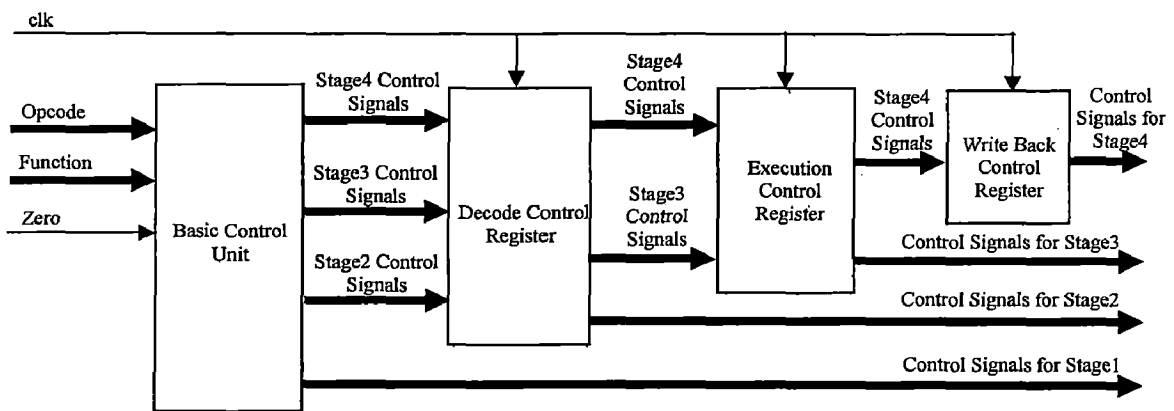 clk
Opcode
Function
Zero
Basic Control
Unit
Stage4 Control
Signals
Stage3 Control
Signals
Stage2 Control
Signals
Decode Control
Register
Stage4
Control
Signals
Stage3
Control
Signals
Execution
Control
Register
Stage4
Control
Signals
Write Back
Control
Register
Control
Signals for
Stage4
Control Signals for Stage3
Control Signals for Stage2
Control Signals for Stage1